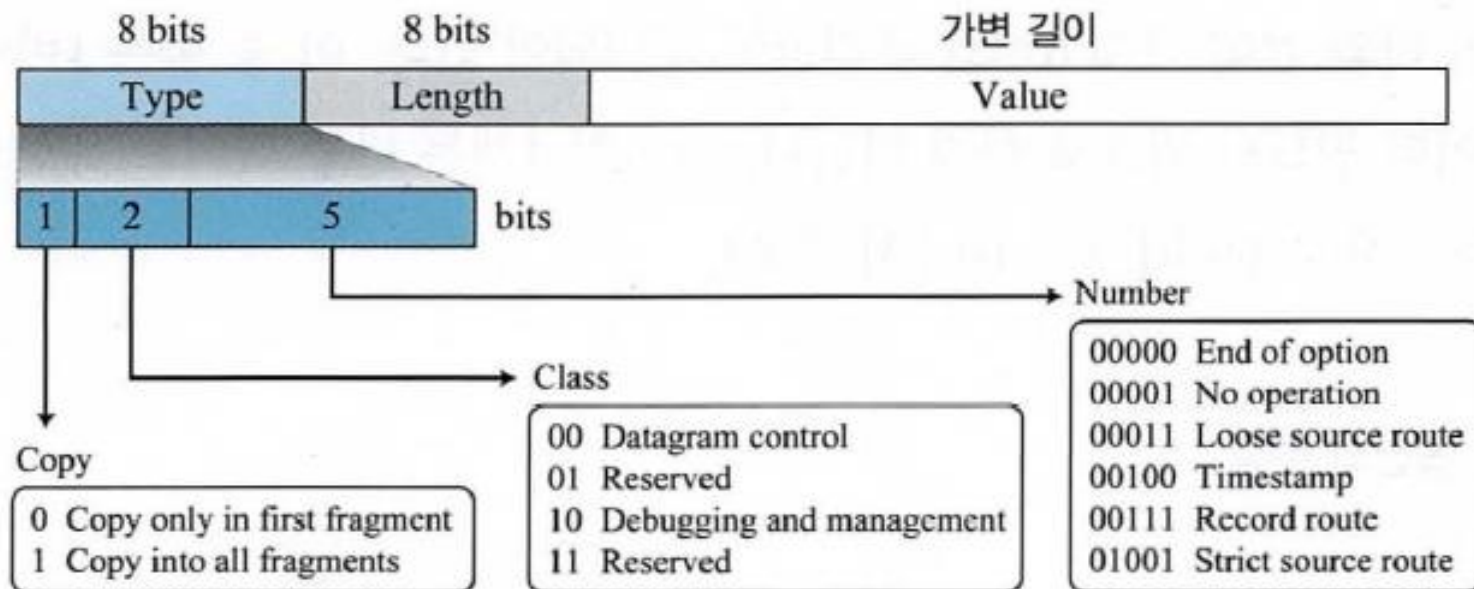 8 bits 8 bits 가변 길이
Type Length Value
1 2 5 bits
Number
00000 End of option
00001 No operation
00011 Loose source route
00100 Timestamp
00111 Record route
01001 Strict source route
Class
00 Datagram control
01 Reserved
10 Debugging and management
11 Reserved
Copy
0 Copy only in first fragment
1 Copy into all fragments